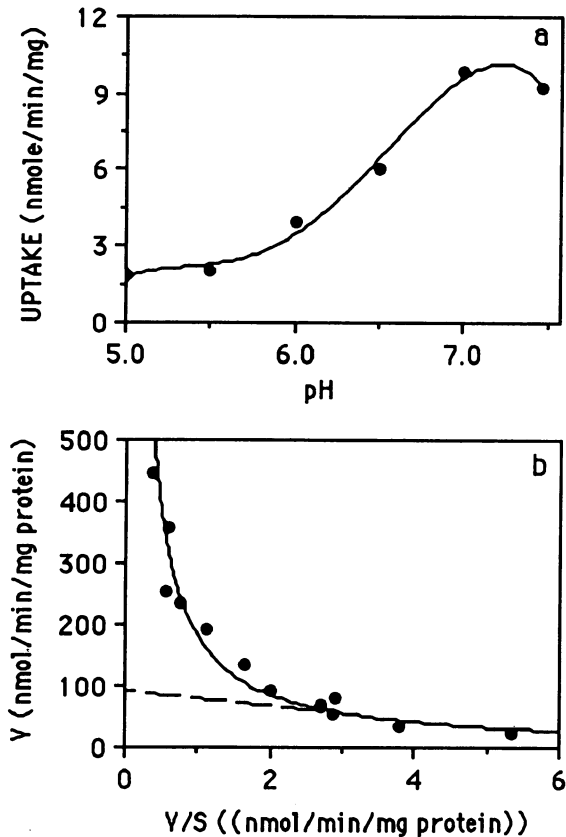 12
9
6
3
0
UPTAKE (nmole/min/mg)
a
5.0 6.0 7.0
pH
500
400
300
200
100
0
V (nmol/min/mg protein)
b
0 2 4 6
V/S ((nmol/min/mg protein))